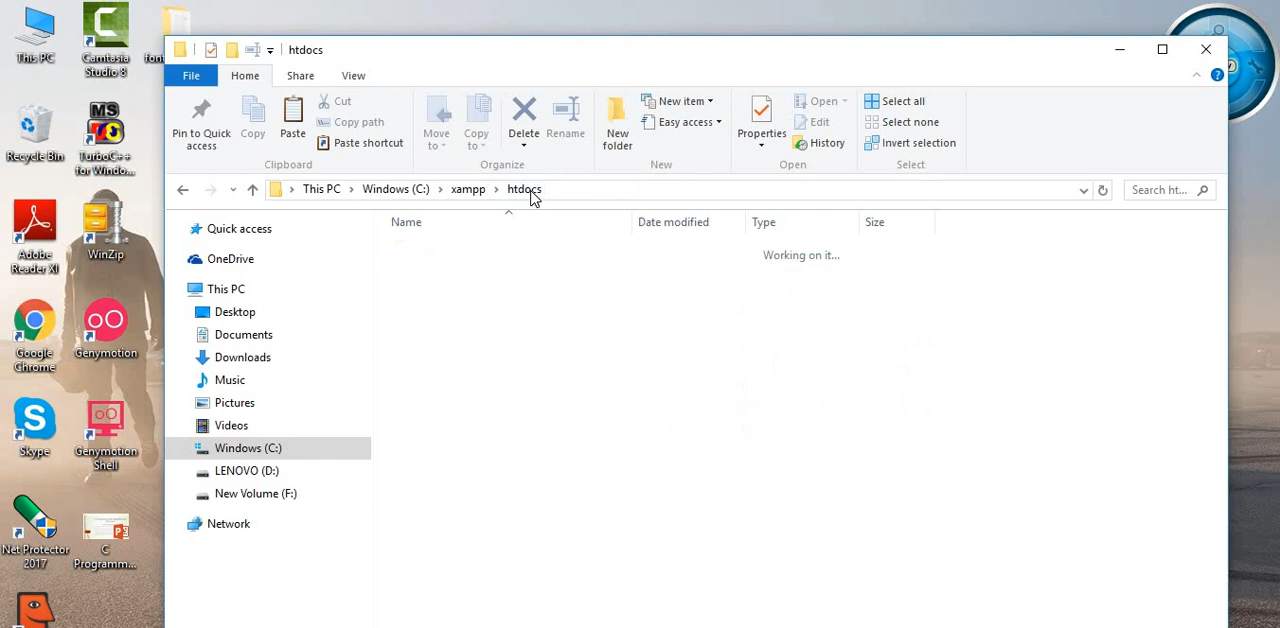 This PC
Camtasia
Studio 8
htdocs
File
Home
Share
View
Pin to Quick
access
Copy
Paste
Cut
Copy path
Paste shortcut
Clipboard
Move
to
Copy
to
Delete
Rename
Organize
New
folder
New item
Easy access
New
Properties
Open
Edit
History
Open
Select all
Select none
Invert selection
Select
This PC
Windows (C:)
xampp
htdocs
Search ht...
Name
Date modified
Type
Size
Working on it...
Quick access
OneDrive
This PC
Desktop
Documents
Downloads
Music
Pictures
Videos
Windows (C:)
LENOVO (D:)
New Volume (F:)
Network
Recycle Bin
MS
TurboC++
for Windo...
Adobe
Reader XI
WinZip
Google
Chrome
Genymotion
Skype
Genymotion
Shell
Net Protector
2017
C
Programm...